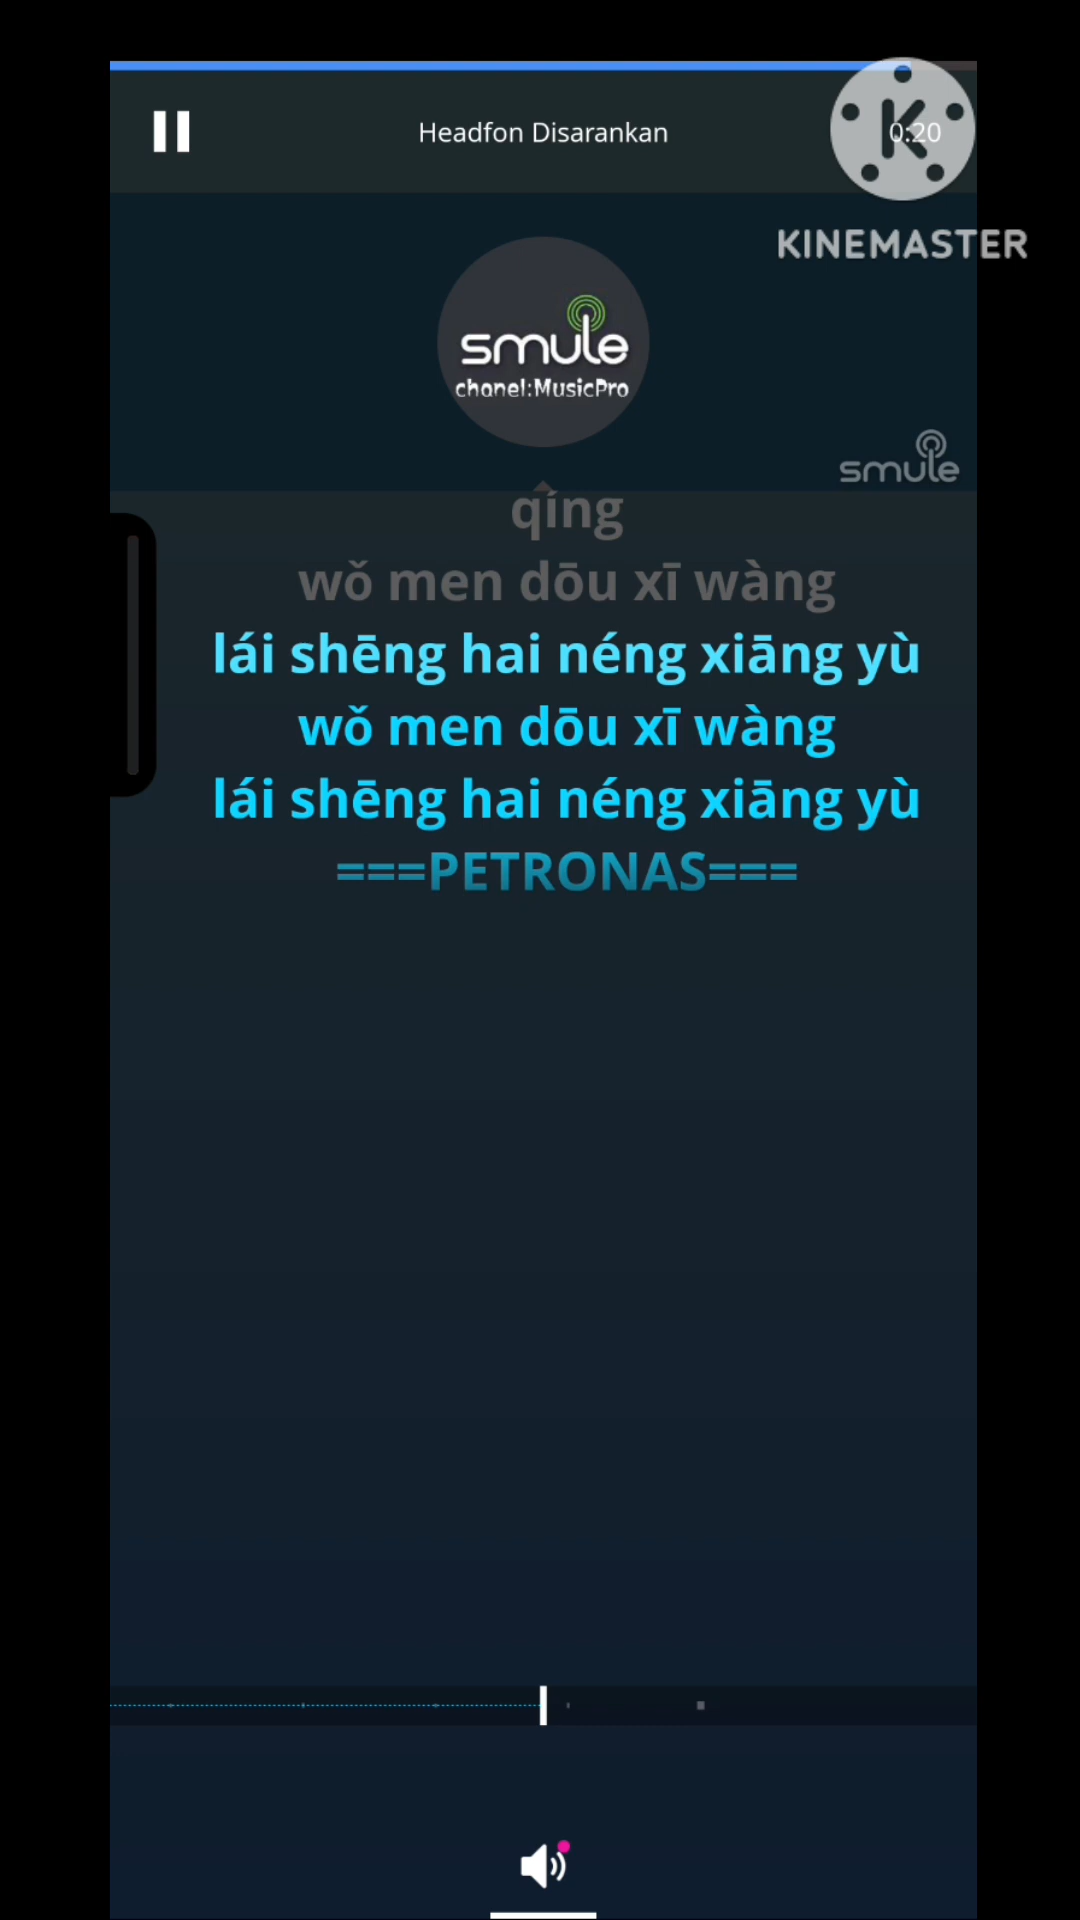 Headfon Disarankan
0:20
KINEMASTER
smule
chanel:MusicPro
smule
qíng
wǒ men dōu xī wàng
lái shēng hai néng xiāng yù
wǒ men dōu xī wàng
lái shēng hai néng xiāng yù
===PETRONAS===